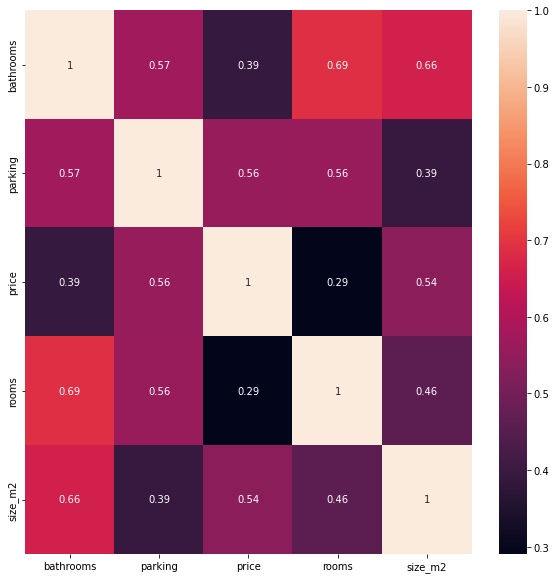 bathrooms 1 0.57 0.39 0.69 0.66
parking 0.57 1 0.56 0.56 0.39
price 0.39 0.56 1 0.29 0.54
rooms 0.69 0.56 0.29 1 0.46
size_m2 0.66 0.39 0.54 0.46 1
bathrooms parking price rooms size_m2
1.0
0.9
0.8
0.7
0.6
0.5
0.4
0.3